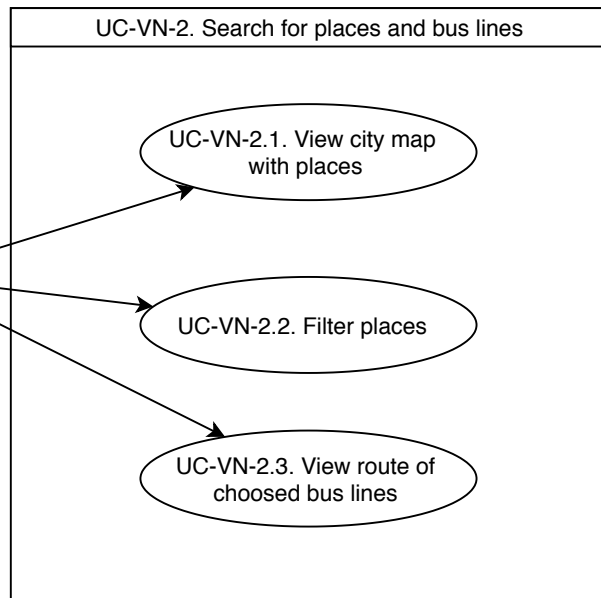 UC-VN-2. Search for places and bus lines
UC-VN-2.1. View city map
with places
UC-VN-2.2. Filter places
UC-VN-2.3. View route of
choosed bus lines